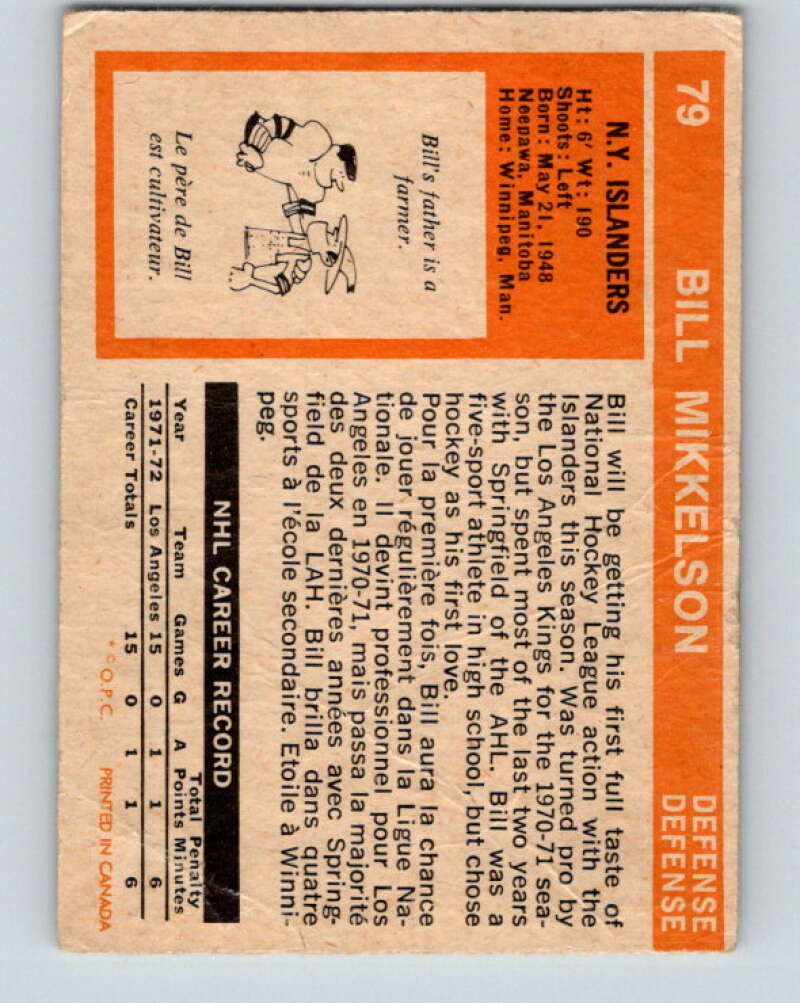 79 BILL MIKKELSON DEFENSE
DEFENSE
N.Y. ISLANDERS
Ht: 6' Wt: 190
Shoots: Left
Born: May 21, 1948
Neepawa, Manitoba
Home: Winnipeg, Man.
Bill's father is a
farmer.
Le père de Bill
est cultivateur.
Bill will be getting his first full taste of
National Hockey League action with the
Islanders this season. Was turned pro by
the Los Angeles Kings for the 1970-71 sea-
son, but spent most of the last two years
with Springfield of the AHL. Bill was a
five-sport athlete in high school, but chose
hockey as his first love.
Pour la première fois, Bill aura la chance
de jouer régulièrement dans la Ligue Na-
tionale. Il devint professionnel pour Los
Angeles en 1970-71, mais passa la majorité
des deux dernières années avec Spring-
field de la LAH. Bill brilla dans quatre
sports à l'école secondaire. Etoile à Winni-
peg.
NHL CAREER RECORD
Total Penalty
Year Team Games G A Points Minutes
1971-72 Los Angeles 15 0 1 1 6
Career Totals 15 0 1 1 6
* © O.P.C. PRINTED IN CANADA